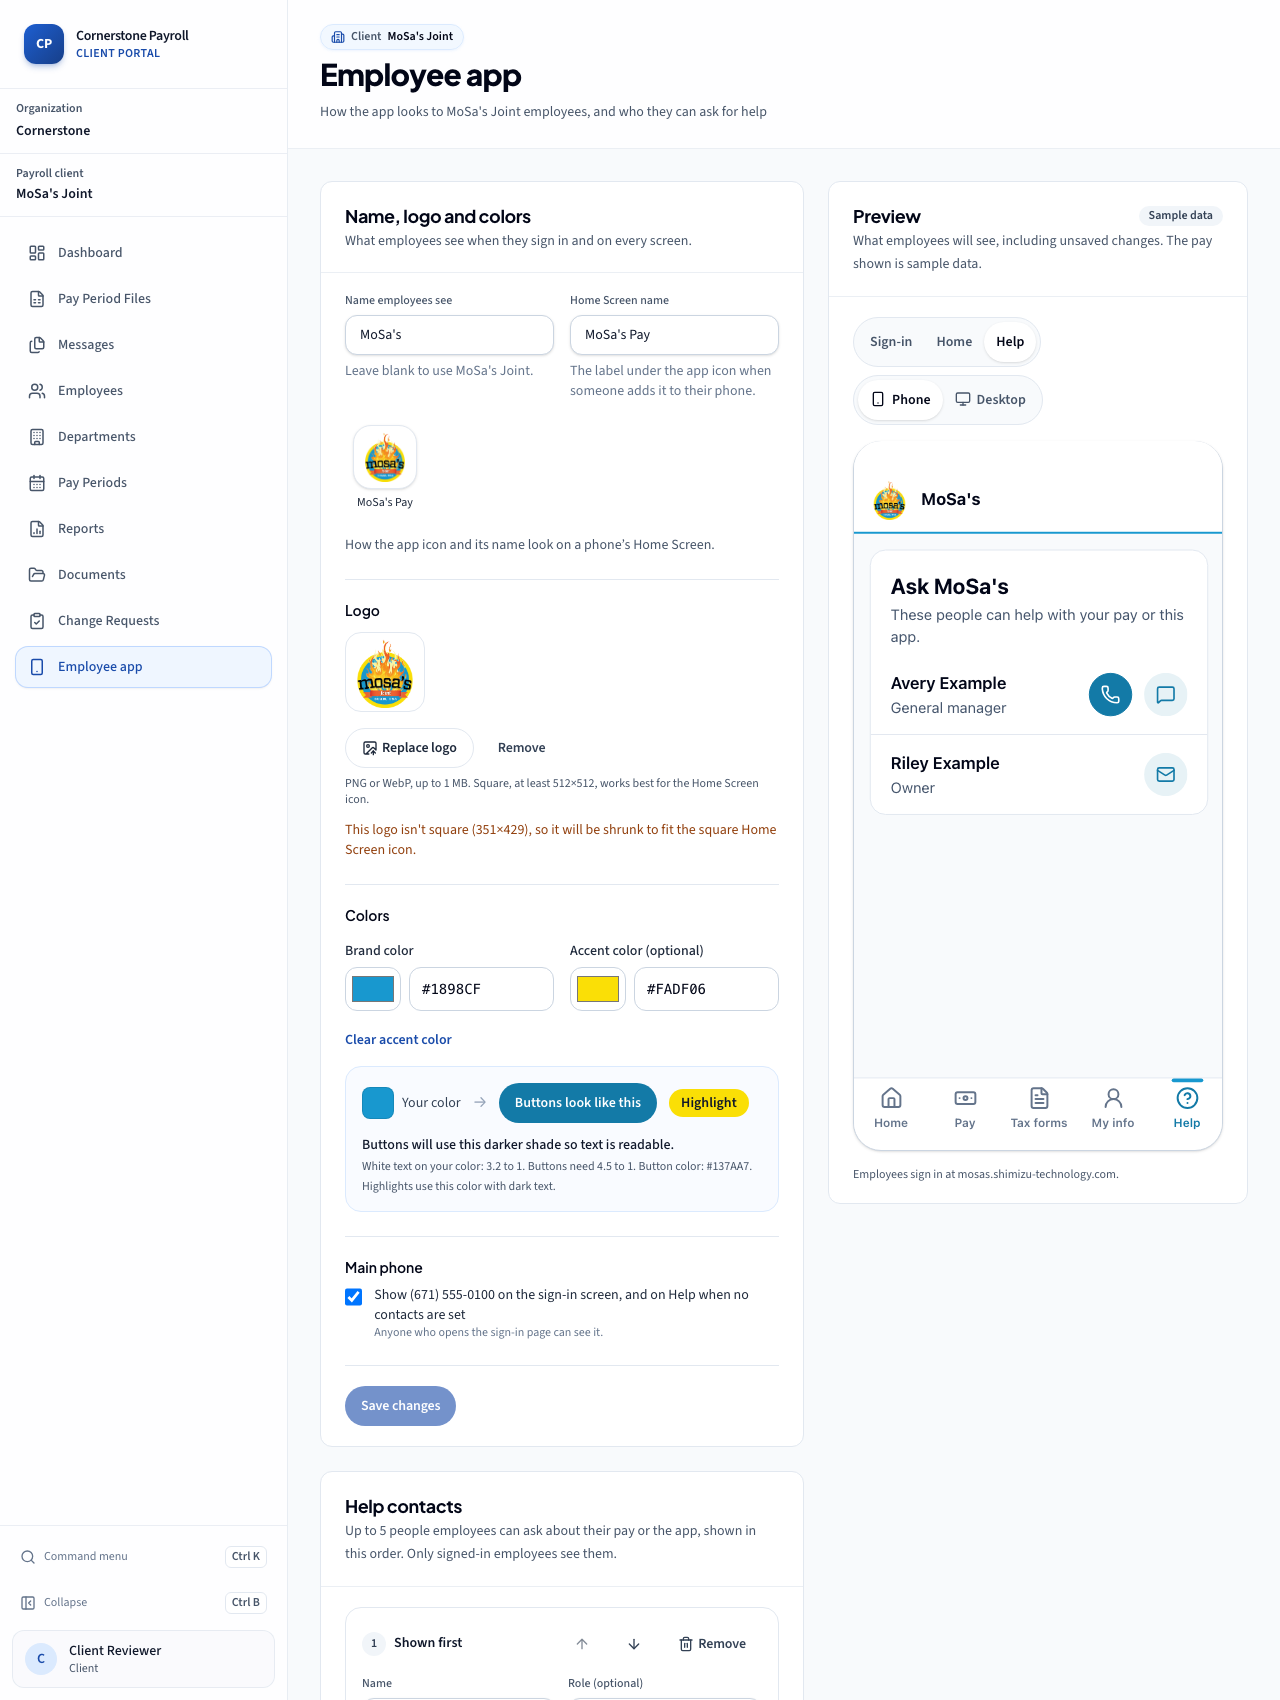 CP
Cornerstone Payroll
CLIENT PORTAL
Organization
Cornerstone
Payroll client
MoSa's Joint
Dashboard
Pay Period Files
Messages
Employees
Departments
Pay Periods
Reports
Documents
Change Requests
Employee app
Command menu
Ctrl K
Collapse
Ctrl B
C
Client Reviewer
Client
Client MoSa's Joint
Employee app
How the app looks to MoSa's Joint employees, and who they can ask for help
Name, logo and colors
What employees see when they sign in and on every screen.
Name employees see
MoSa's
Leave blank to use MoSa's Joint.
Home Screen name
MoSa's Pay
The label under the app icon when
someone adds it to their phone.
mosa's
MoSa's Pay
How the app icon and its name look on a phone's Home Screen.
Logo
mosa's
Replace logo
Remove
PNG or WebP, up to 1 MB. Square, at least 512×512, works best for the Home Screen
icon.
This logo isn't square (351×429), so it will be shrunk to fit the square Home
Screen icon.
Colors
Brand color
#1898CF
Accent color (optional)
#FADF06
Clear accent color
Your color
Buttons look like this
Highlight
Buttons will use this darker shade so text is readable.
White text on your color: 3.2 to 1. Buttons need 4.5 to 1. Button color: #137AA7.
Highlights use this color with dark text.
Main phone
Show (671) 555-0100 on the sign-in screen, and on Help when no
contacts are set
Anyone who opens the sign-in page can see it.
Save changes
Help contacts
Up to 5 people employees can ask about their pay or the app, shown in
this order. Only signed-in employees see them.
1
Shown first
Remove
Name
Role (optional)
Preview
Sample data
What employees will see, including unsaved changes. The pay
shown is sample data.
Sign-in
Home
Help
Phone
Desktop
mosa's
MoSa's
Ask MoSa's
These people can help with your pay or this
app.
Avery Example
General manager
Riley Example
Owner
Home
Pay
Tax forms
My info
Help
Employees sign in at mosas.shimizu-technology.com.